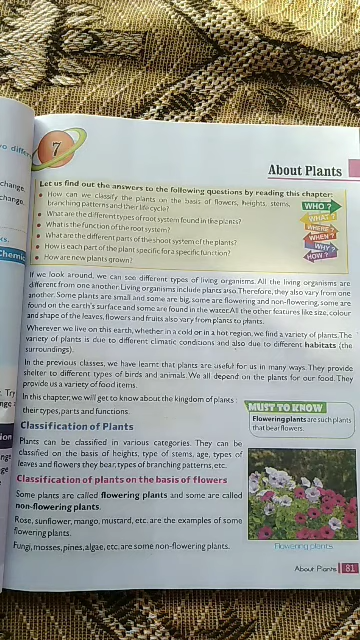 7
About Plants
Let us find out the answers to the following questions by reading this chapter:
• How can we classify the plants on the basis of flowers, heights, stems,
branching patterns and their life cycle?
• What are the different types of root system found in the plants?
• What is the function of the root system?
• What are the different parts of the shoot system of the plants?
• How is each part of the plant specific for a specific function?
• How are new plants grown?
WHO ?
WHAT ?
WHERE ?
WHEN ?
WHY ?
HOW ?
If we look around, we can see different types of living organisms. All the living organisms are
different from one another. Living organisms include plants also. Therefore, they also vary from one
another. Some plants are small and some are big, some are flowering and non-flowering, some are
found on the earth's surface and some are found in the water. All the other features like size, colour
and shape of the leaves, flowers and fruits also vary from plants to plants.
Wherever we live on this earth, whether in a cold or in a hot region, we find a variety of plants. The
variety of plants is due to different climatic conditions and also due to different habitats (the
surroundings).
In the previous classes, we have learnt that plants are useful for us in many ways. They provide
shelter to different types of birds and animals. We all depend on the plants for our food. They
provide us a variety of food items.
In this chapter, we will get to know about the kingdom of plants :
their types, parts and functions.
MUST TO KNOW
Flowering plants are such plants
that bear flowers.
Classification of Plants
Plants can be classified in various categories. They can be
classified on the basis of heights, type of stems, age, types of
leaves and flowers they bear, types of branching patterns, etc.
Classification of plants on the basis of flowers
Some plants are called flowering plants and some are called
non-flowering plants.
Rose, sunflower, mango, mustard, etc. are the examples of some
flowering plants.
Fungi, mosses, pines, algae, etc. are some non-flowering plants.
Flowering plants
About Plants 81